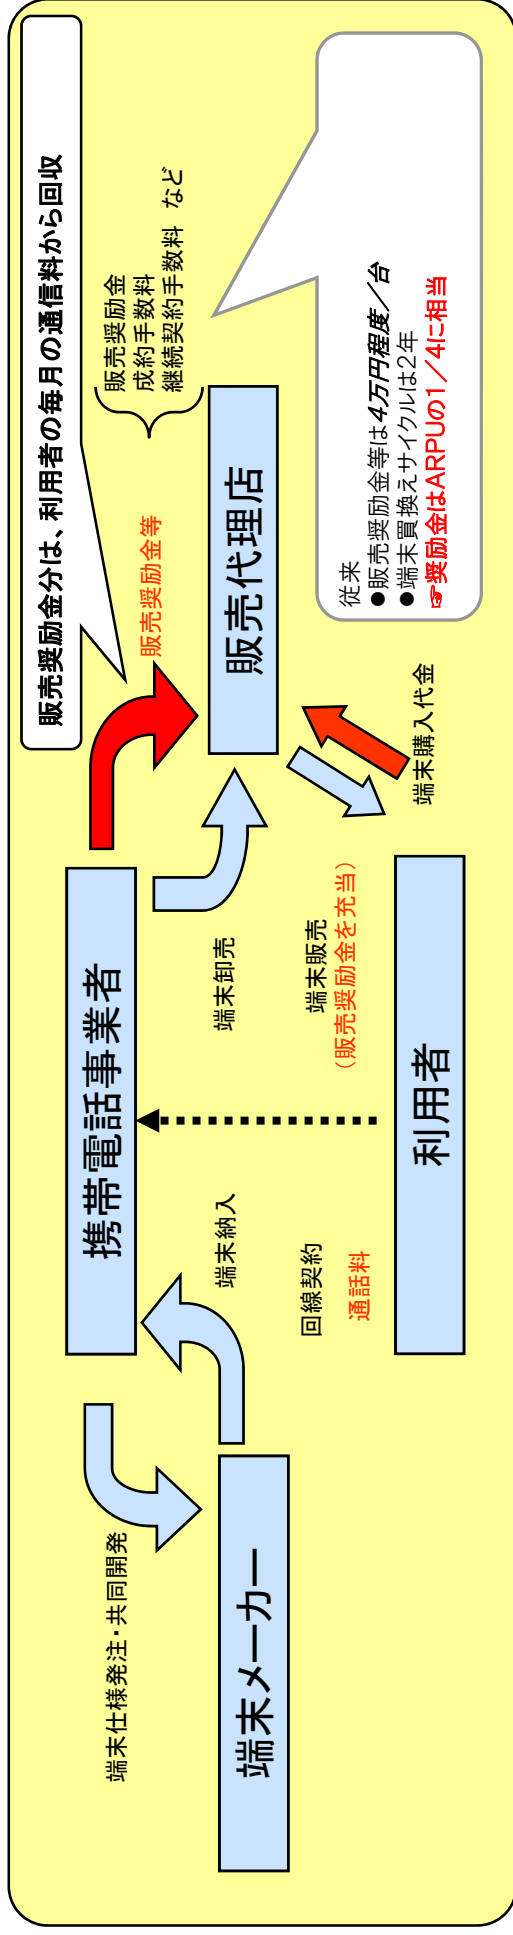 販売奨励金分は、利用者の毎月の通信料から回収
販売奨励金
成約手数料
継続契約手数料 など
販売奨励金等
携帯電話事業者
端末仕様発注・共同開発
端末納入
端末卸売
端末メーカー
販売代理店
回線契約
通話料
端末販売
（販売奨励金を充当）
端末購入代金
利用者
従来
●販売奨励金等は4万円程度／台
●端末買換えサイクルは2年
☞奨励金はARPUの1／4に相当